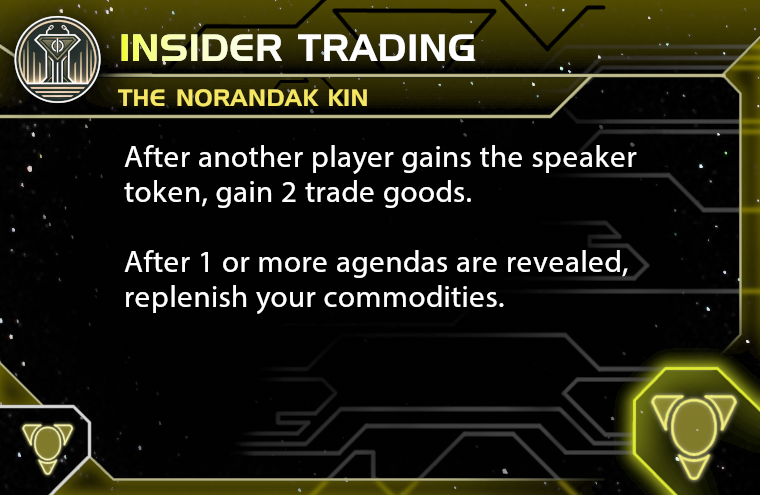 INSIDER TRADING
THE NORANDAK KIN
After another player gains the speaker
token, gain 2 trade goods.
After 1 or more agendas are revealed,
replenish your commodities.